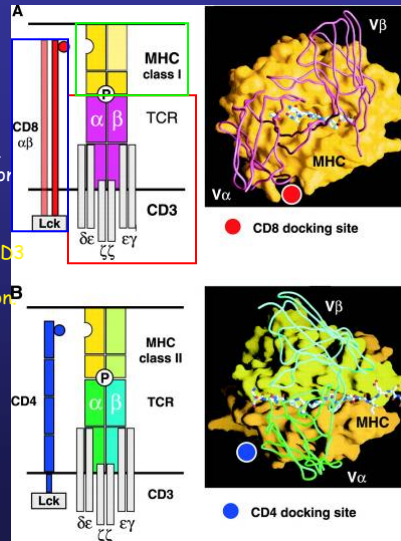 A
MHC
class I
Vβ
P
CD8
αβ
α β
TCR
MHC
Vα
CD3
Lck
δε
εγ
ζζ
CD8 docking site
D3
B
MHC
class II
Vβ
P
CD4
α β
TCR
MHC
Vα
Lck
CD3
δε
εγ
ζζ
CD4 docking site